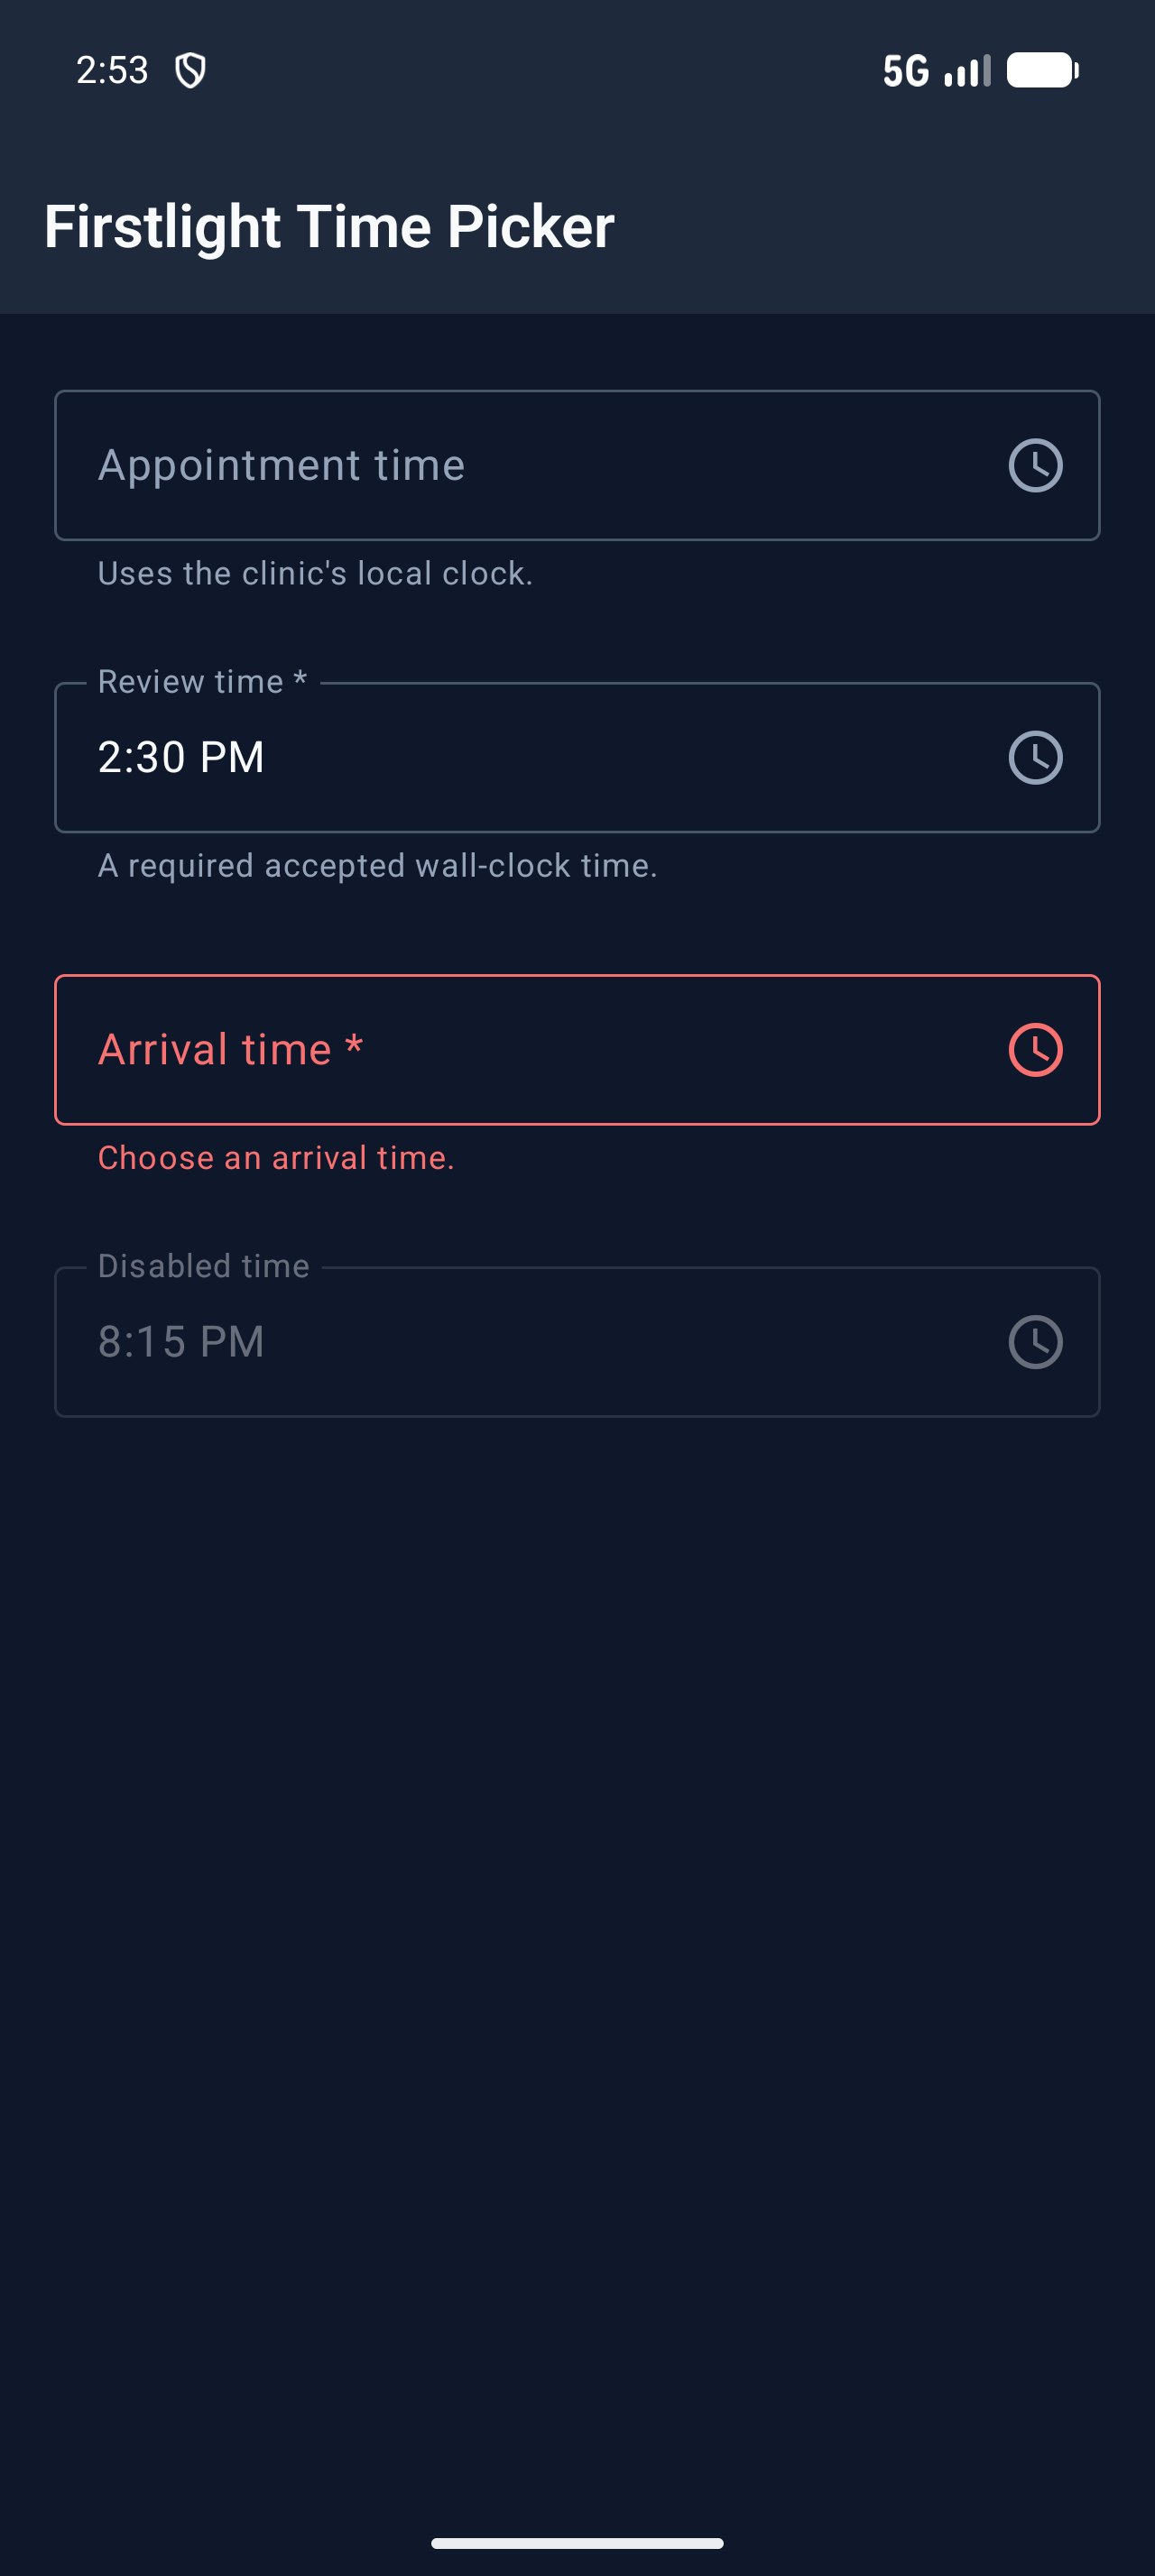 2:53
5G
Firstlight Time Picker
Appointment time
Uses the clinic's local clock.
Review time *
2:30 PM
A required accepted wall-clock time.
Arrival time *
Choose an arrival time.
Disabled time
8:15 PM